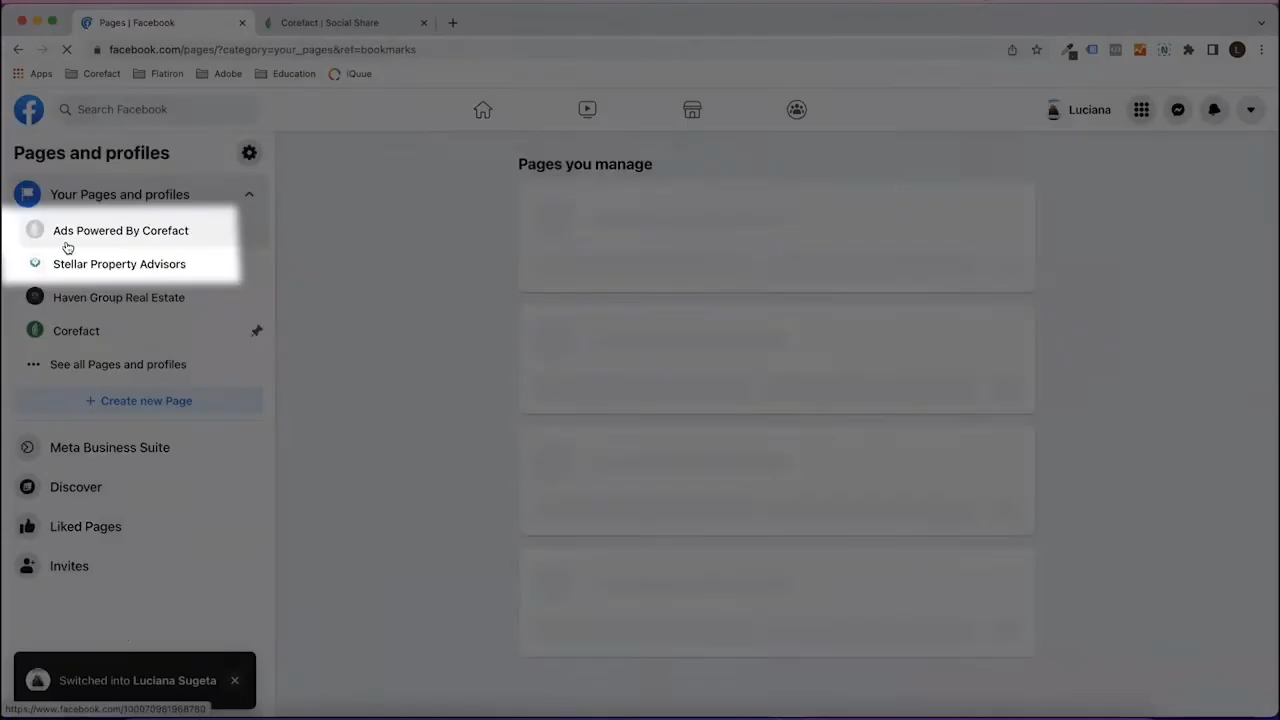 Pages | Facebook
Corefact | Social Share
facebook.com/pages/?category=your_pages&ref=bookmarks
L
Apps
Corefact
Flatiron
Adobe
Education
iQuue
Search Facebook
Luciana
Pages and profiles
Your Pages and profiles
Ads Powered By Corefact
Stellar Property Advisors
Haven Group Real Estate
Corefact
See all Pages and profiles
+ Create new Page
Meta Business Suite
Discover
Liked Pages
Invites
Pages you manage
Switched into Luciana Sugeta
https://www.facebook.com/100070981968780